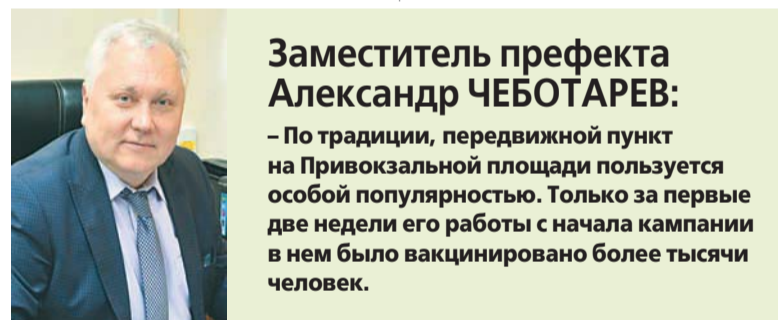 Заместитель префекта
Александр ЧЕБОТАРЕВ:
– По традиции, передвижной пункт
на Привокзальной площади пользуется
особой популярностью. Только за первые
две недели его работы с начала кампании
в нем было вакцинировано более тысячи
человек.